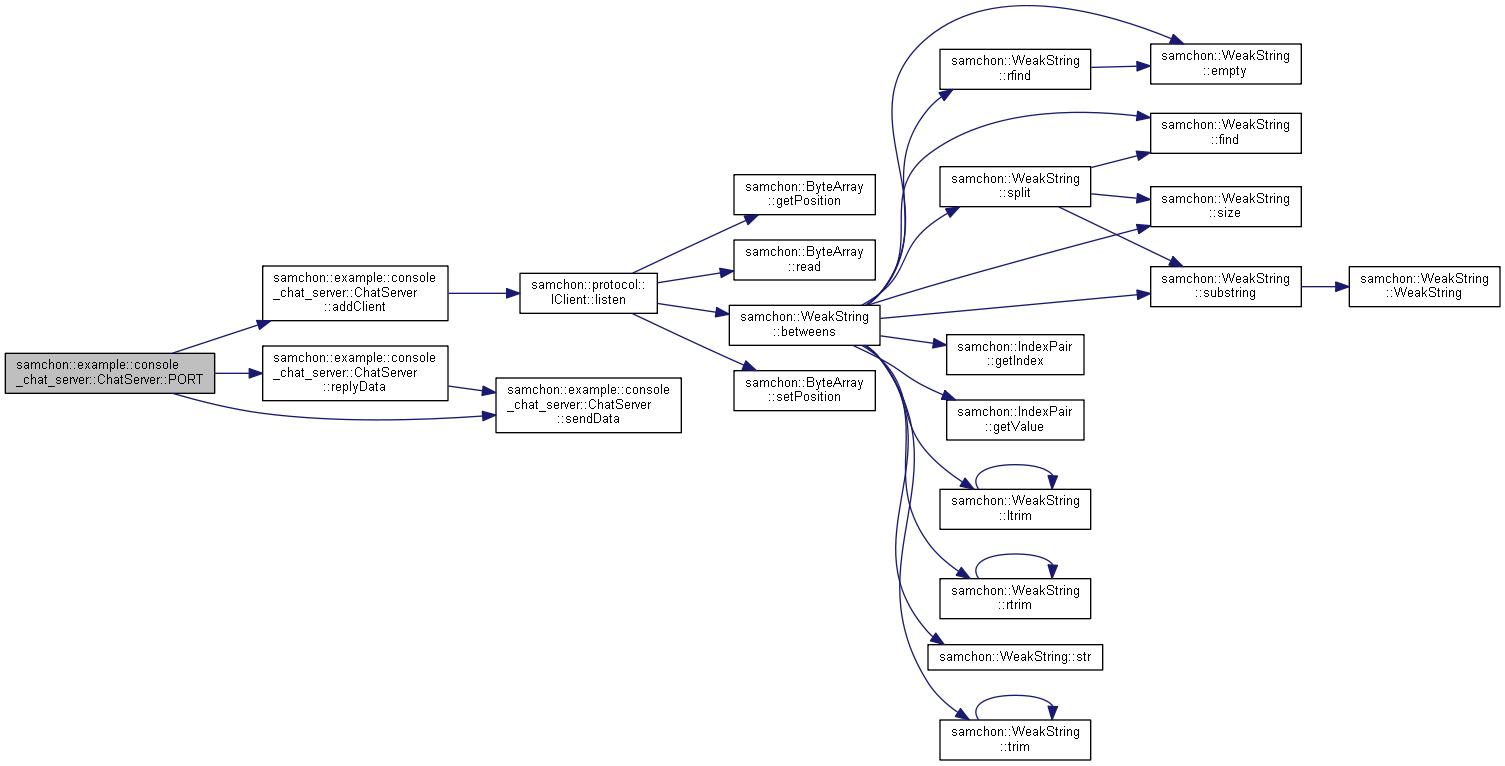 samchon::example::console
_chat_server::ChatServer::PORT
samchon::example::console
_chat_server::ChatServer
::addClient
samchon::example::console
_chat_server::ChatServer
::replyData
samchon::example::console
_chat_server::ChatServer
::sendData
samchon::protocol::
IClient::listen
samchon::ByteArray
::getPosition
samchon::ByteArray
::read
samchon::WeakString
::betweens
samchon::ByteArray
::setPosition
samchon::WeakString
::rfind
samchon::WeakString
::split
samchon::IndexPair
::getIndex
samchon::IndexPair
::getValue
samchon::WeakString
::ltrim
samchon::WeakString
::rtrim
samchon::WeakString::str
samchon::WeakString
::trim
samchon::WeakString
::empty
samchon::WeakString
::find
samchon::WeakString
::size
samchon::WeakString
::substring
samchon::WeakString
::WeakString